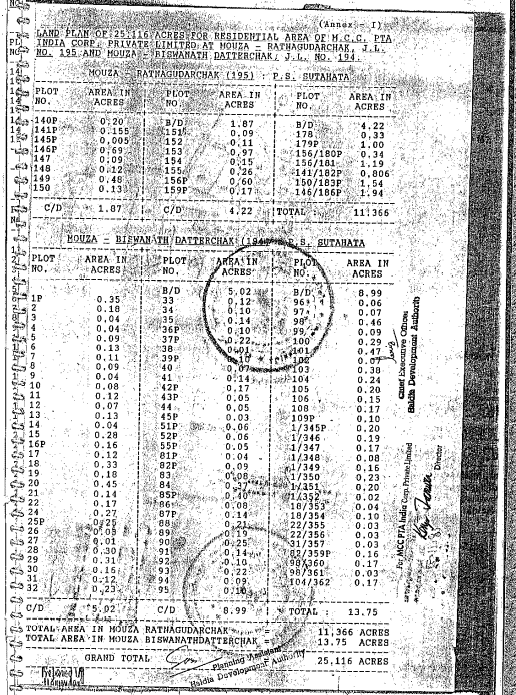 (Annex - I)
LAND PLAN OF 25.116 ACRES FOR RESIDENTIAL AREA OF M.C.C. PTA
INDIA CORP. PRIVATE LIMITED AT MOUZA - RATNAGUDARCHAK, J.L.
NO. 195 AND MOUZA - BISWANATH DATTERCHAK, J.L. NO. 194.
MOUZA - RATNAGUDARCHAK (195) : P.S. SUTAHATA
PLOT AREA IN PLOT AREA IN PLOT AREA IN
NO. ACRES NO. ACRES NO. ACRES
B/D 1.87 B/D 4.22
140P 0.20 151 0.09 178 0.33
141P 0.155 152 0.11 179P 1.00
145P 0.005 153 0.97 156/180P 0.34
146P 0.69 154 0.15 156/181 1.19
147 0.09 155 0.26 141/182P 0.806
148 0.12 156P 0.60 150/183P 1.54
149 0.48 159P 0.17 146/186P 1.94
150 0.13
C/D 1.87 C/D 4.22 TOTAL : 11.366
MOUZA - BISWANATH DATTERCHAK (194) P.S. SUTAHATA
PLOT AREA IN PLOT AREA IN PLOT AREA IN
NO. ACRES NO. ACRES NO. ACRES
B/D 5.02 B/D 8.99
1P 0.35 33 0.12 96 0.06
2 0.18 34 0.10 97 0.07
3 0.04 35 0.14 98 0.46
4 0.04 36P 0.10 99 0.09
5 0.09 37P 0.22 100 0.29
6 0.13 38 0.01 101 0.47
7 0.11 39P 102
8 0.09 40 0.07 103 0.38
9 0.04 41 0.14 104 0.24
10 0.08 42P 0.17 105 0.20
11 0.12 43P 0.05 106 0.15
12 0.07 44 0.05 108 0.17
13 0.13 45P 0.03 109P 0.10
14 0.04 51P 0.06 1/345P 0.20
15 0.28 52P 0.06 1/346 0.19
16P 0.16 55P 0.05 1/347 0.17
17 0.12 81P 0.04 1/348 0.08
18 0.33 82P 0.09 1/349 0.16
19 0.18 83 0.08 1/350 0.23
20 0.45 84 0.37 1/351 0.20
21 0.14 85P 0.40 1/352 0.02
22 0.17 86 0.08 18/353 0.04
24 0.27 87P 0.14 18/354 0.10
25P 0.25 88 0.21 22/355 0.03
26 0.05 89 0.19 22/356 0.03
27 0.01 90 0.25 31/357 0.03
28 0.30 91 0.14 82/359P 0.16
29 0.31 92 0.10 98/360 0.17
30 0.16 93 0.22 98/361 0.03
31 0.12 94 0.09 104/362 0.17
32 0.23 95 0.10
C/D 5.02 C/D 8.99 TOTAL : 13.75
TOTAL AREA IN MOUZA RATNAGUDARCHAK = 11.366 ACRES
TOTAL AREA IN MOUZA BISWANATHDATTERCHAK = 13.75 ACRES
GRAND TOTAL 25.116 ACRES
Planning Assistant
Haldia Development Authority
Chief Executive Officer
Haldia Development Authority
For MCC PTA India Corp Private Limited
Director